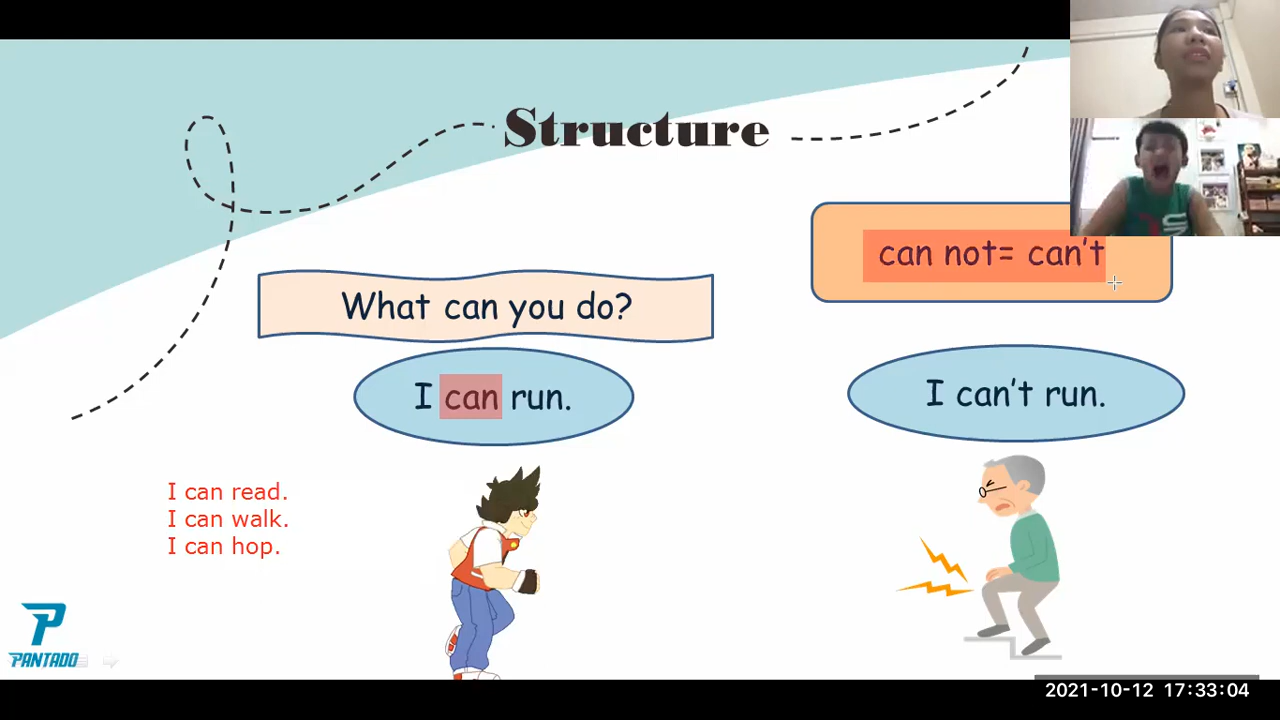 Structure
can not= can't
What can you do?
I can run.
I can't run.
I can read.
I can walk.
I can hop.
PANTADO
2021-10-12 17:33:04